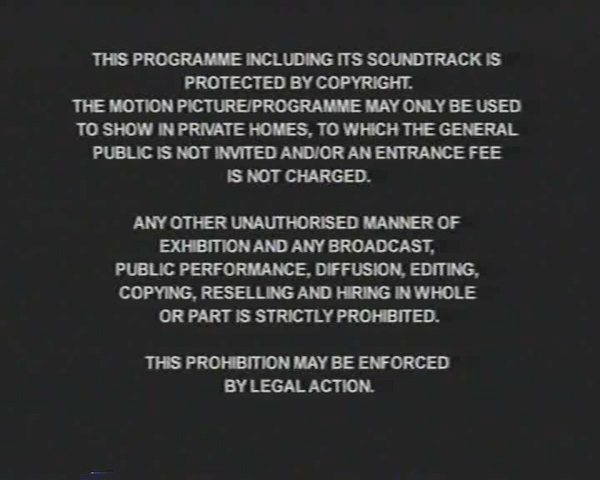 THIS PROGRAMME INCLUDING ITS SOUNDTRACK IS
PROTECTED BY COPYRIGHT.
THE MOTION PICTURE/PROGRAMME MAY ONLY BE USED
TO SHOW IN PRIVATE HOMES, TO WHICH THE GENERAL
PUBLIC IS NOT INVITED AND/OR AN ENTRANCE FEE
IS NOT CHARGED.
ANY OTHER UNAUTHORISED MANNER OF
EXHIBITION AND ANY BROADCAST,
PUBLIC PERFORMANCE, DIFFUSION, EDITING,
COPYING, RESELLING AND HIRING IN WHOLE
OR PART IS STRICTLY PROHIBITED.
THIS PROHIBITION MAY BE ENFORCED
BY LEGAL ACTION.